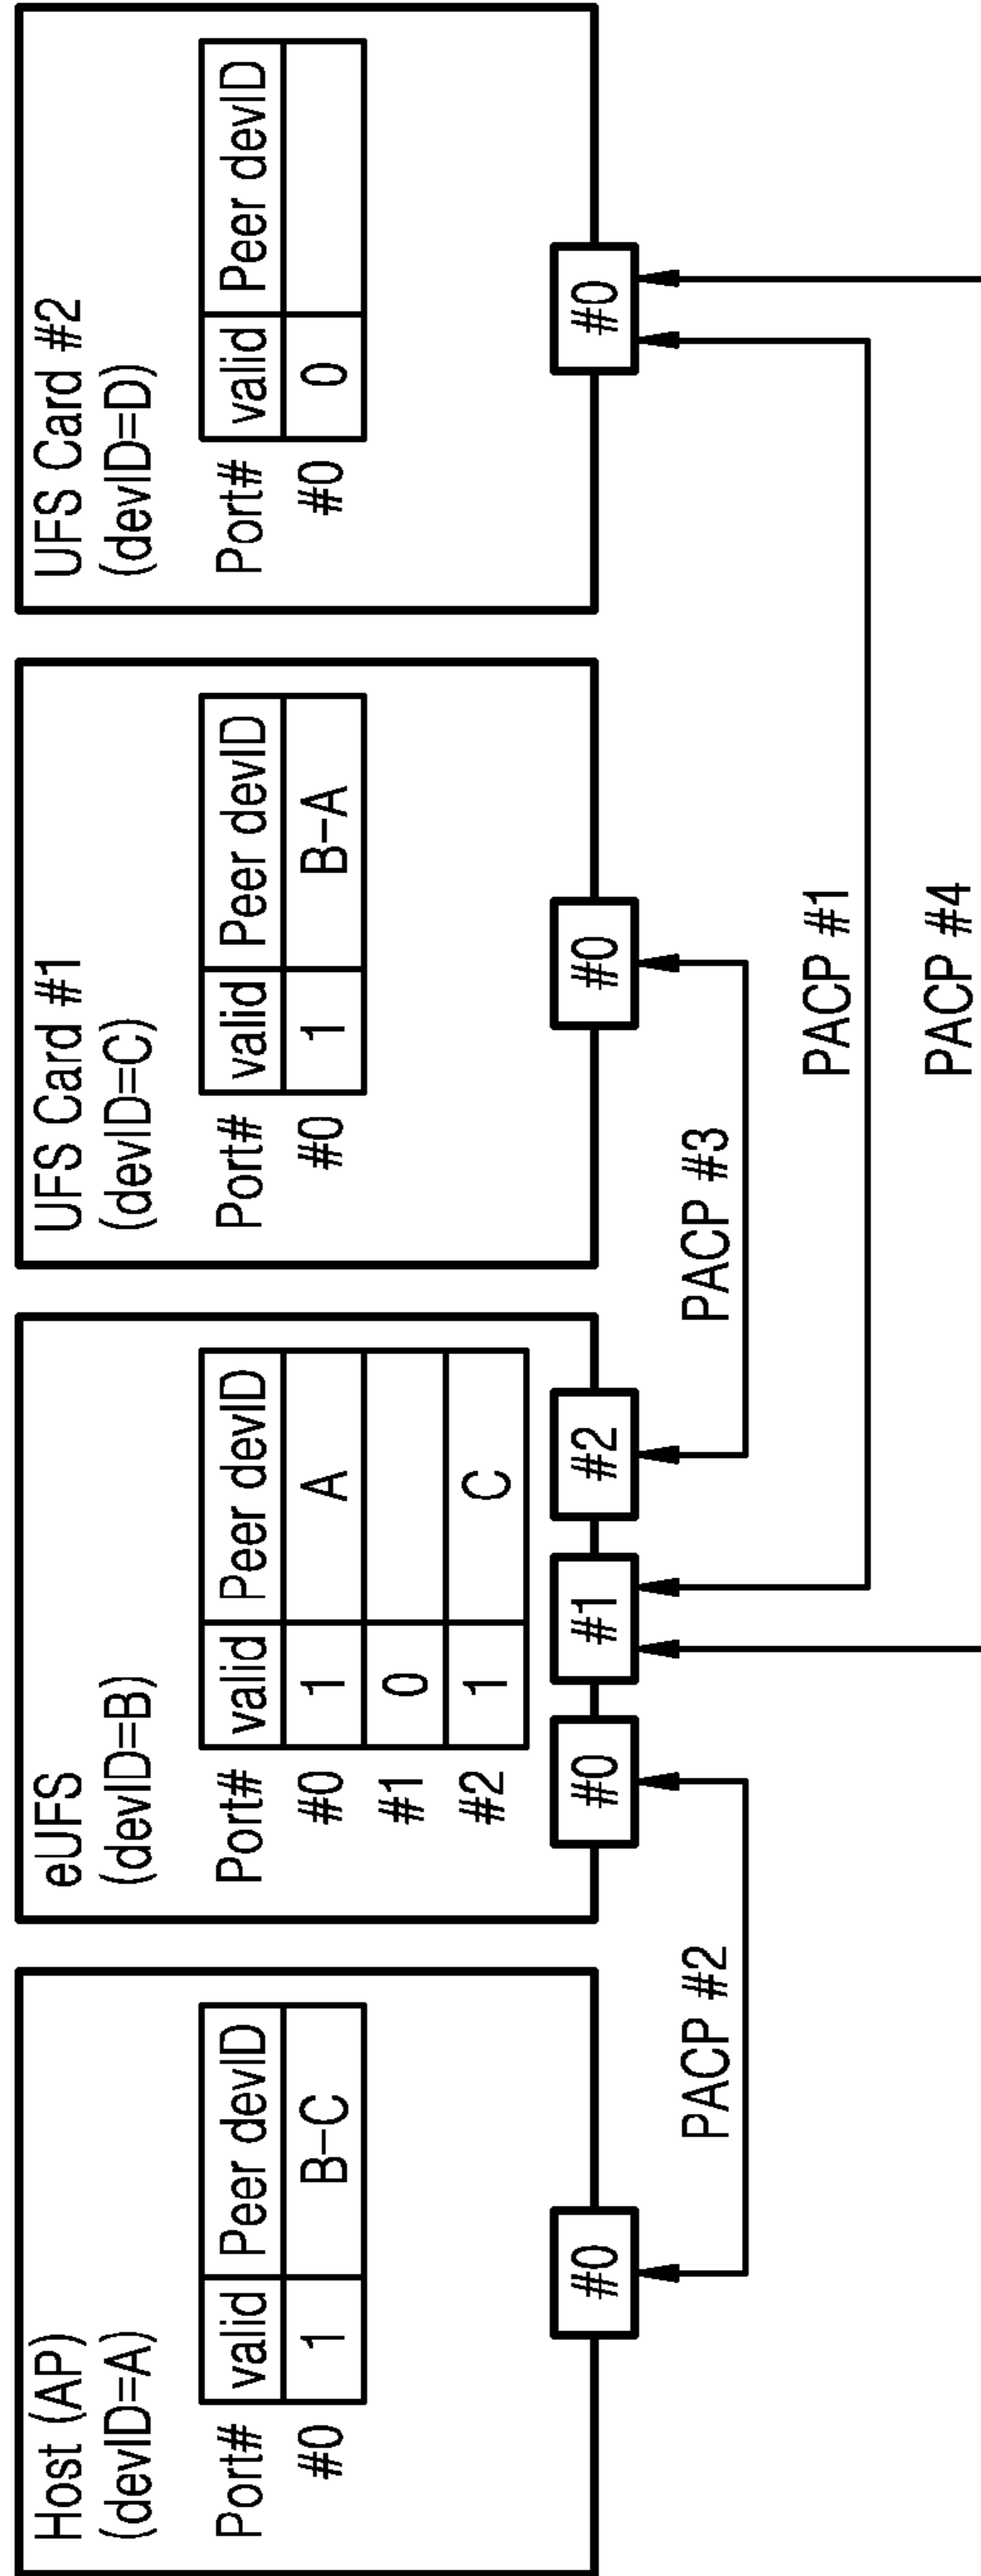 Host (AP)
(devID=A)
Port# valid Peer devID
#0 1 B-C
#0
eUFS
(devID=B)
Port# valid Peer devID
#0 1 A
#1 0
#2 1 C
#0 #1 #2
UFS Card #1
(devID=C)
Port# valid Peer devID
#0 1 B-A
#0
UFS Card #2
(devID=D)
Port# valid Peer devID
#0 0
#0
PACP #2
PACP #3
PACP #1
PACP #4